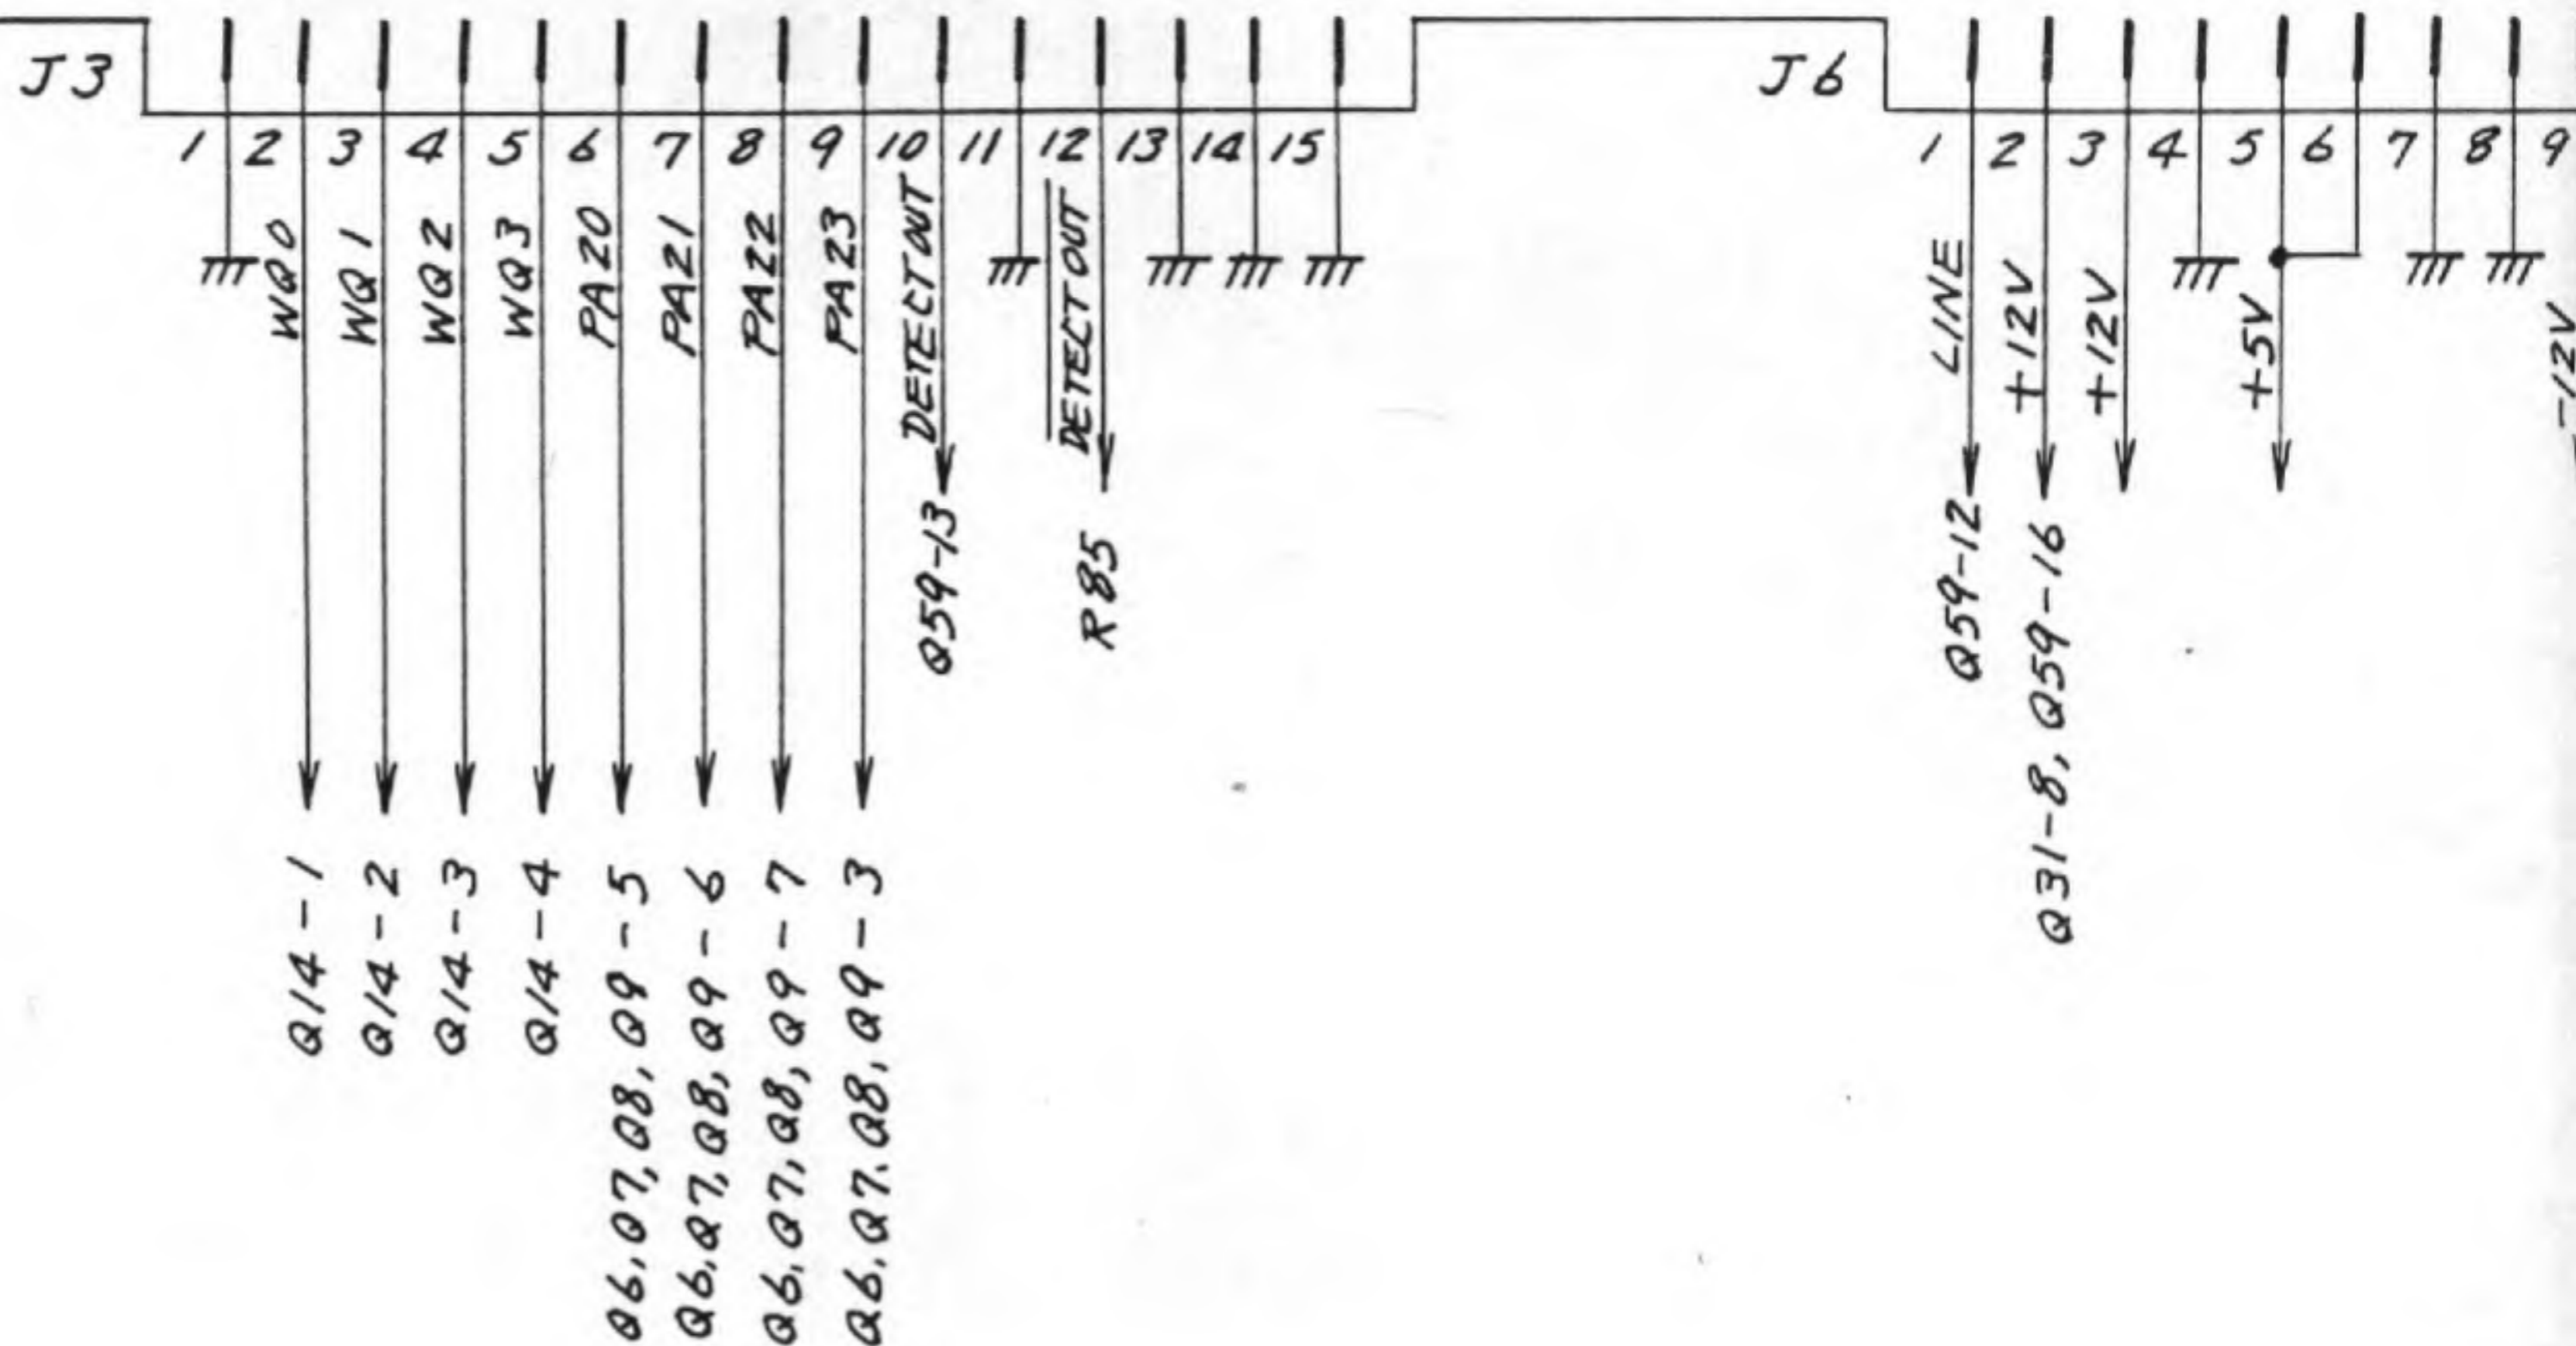 J3
J6
1 2 3 4 5 6 7 8 9 10 11 12 13 14 15
1 2 3 4 5 6 7 8 9
WQ0
WQ1
WQ2
WQ3
PA20
PA21
PA22
PA23
DETECT OUT
DETECT OUT
LINE
+12V
+12V
+5V
-12V
Q59-13
R85
Q59-12
Q31-8, Q59-16
Q14-1
Q14-2
Q14-3
Q14-4
Q6,Q7,Q8,Q9-5
Q6,Q7,Q8,Q9-6
Q6,Q7,Q8,Q9-7
Q6,Q7.Q8,Q9-3